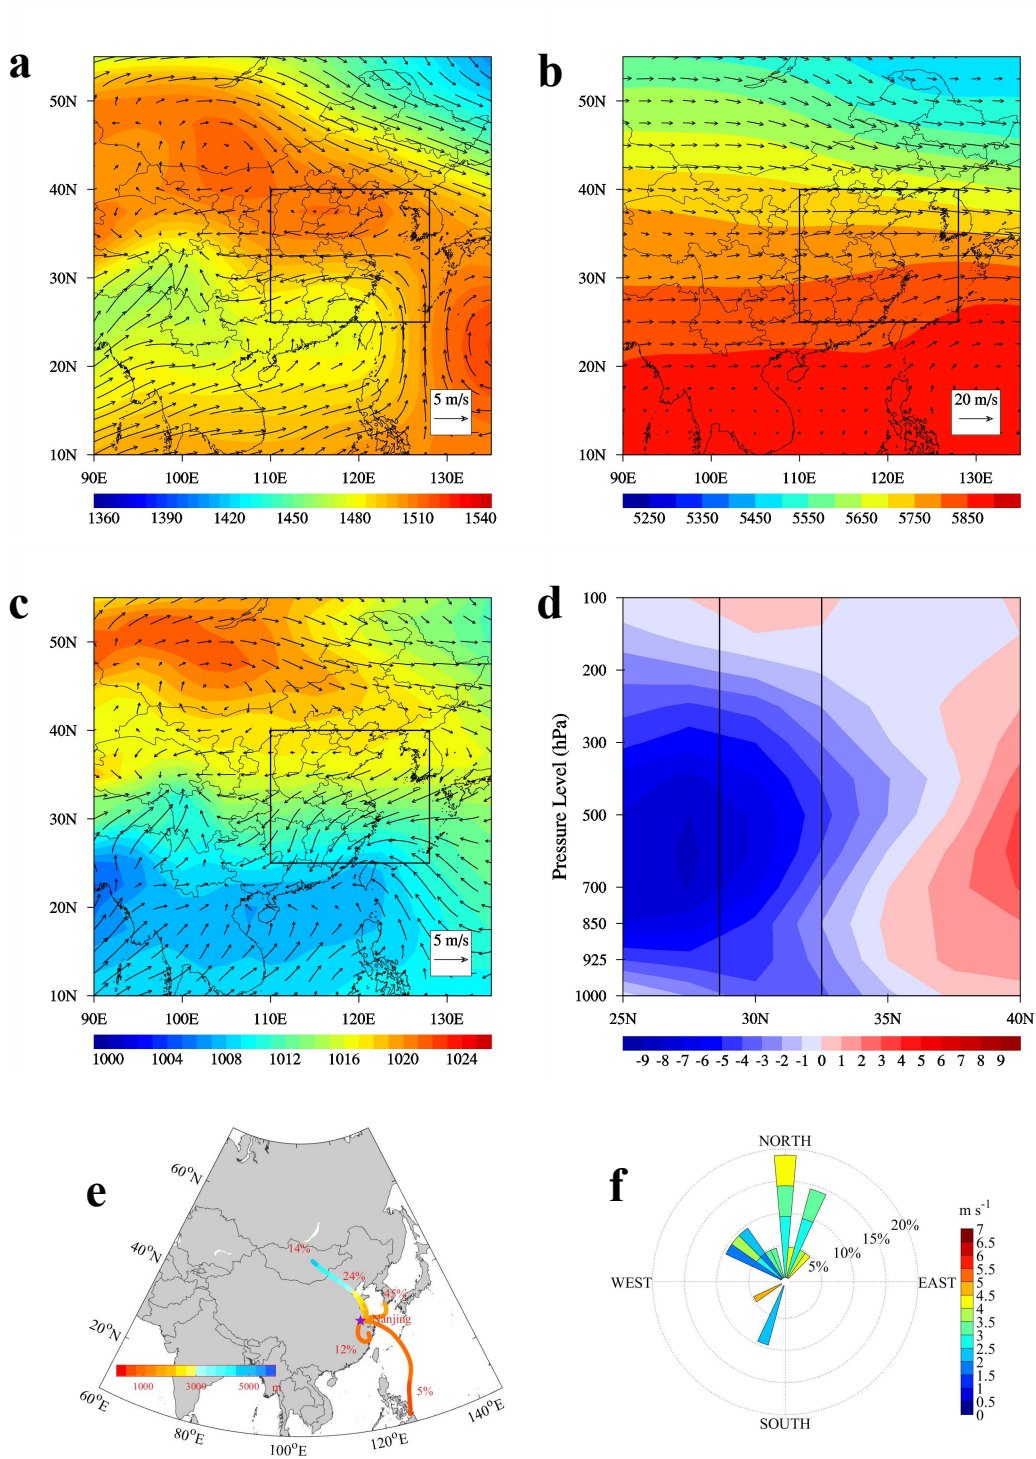 a
50N
40N
30N
20N
10N
90E 100E 110E 120E 130E
5 m/s
1360 1390 1420 1450 1480 1510 1540
b
50N
40N
30N
20N
10N
90E 100E 110E 120E 130E
20 m/s
5250 5350 5450 5550 5650 5750 5850
c
50N
40N
30N
20N
10N
90E 100E 110E 120E 130E
5 m/s
1000 1004 1008 1012 1016 1020 1024
d
Pressure Level (hPa)
100
200
300
500
700
850
925
1000
25N 30N 35N 40N
-9 -8 -7 -6 -5 -4 -3 -2 -1 0 1 2 3 4 5 6 7 8 9
e
60°N
40°N
20°N
60°E 80°E 100°E 120°E 140°E
14%
24%
45%
Nanjing
12%
5%
1000 3000 5000 m
f
NORTH
WEST
EAST
SOUTH
5% 10% 15% 20%
m s-1
7
6.5
6
5.5
5
4.5
4
3.5
3
2.5
2
1.5
1
0.5
0